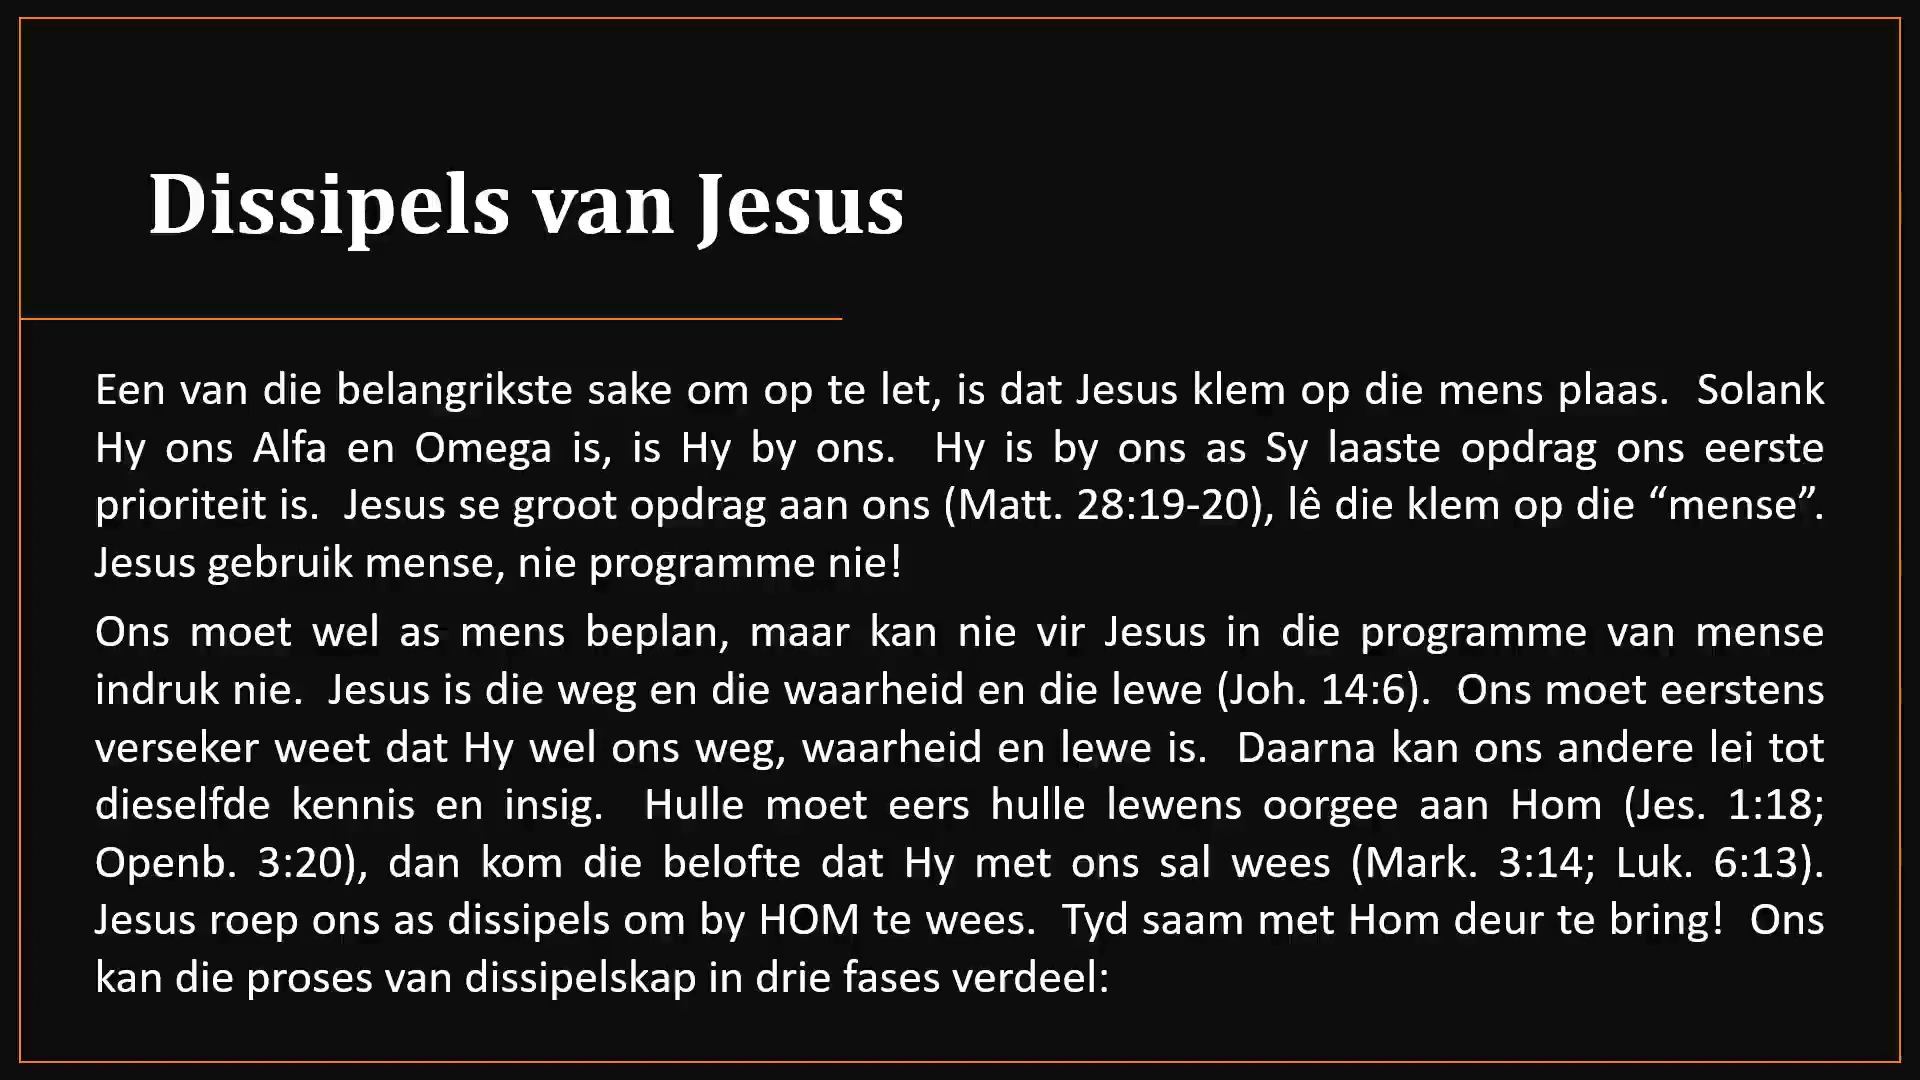 Dissipels van Jesus
Een van die belangrikste sake om op te let, is dat Jesus klem op die mens plaas.  Solank
Hy ons Alfa en Omega is, is Hy by ons.  Hy is by ons as Sy laaste opdrag ons eerste
prioriteit is.  Jesus se groot opdrag aan ons (Matt. 28:19-20), lê die klem op die “mense”.
Jesus gebruik mense, nie programme nie!
Ons moet wel as mens beplan, maar kan nie vir Jesus in die programme van mense
indruk nie.  Jesus is die weg en die waarheid en die lewe (Joh. 14:6).  Ons moet eerstens
verseker weet dat Hy wel ons weg, waarheid en lewe is.  Daarna kan ons andere lei tot
dieselfde kennis en insig.  Hulle moet eers hulle lewens oorgee aan Hom (Jes. 1:18;
Openb. 3:20), dan kom die belofte dat Hy met ons sal wees (Mark. 3:14; Luk. 6:13).
Jesus roep ons as dissipels om by HOM te wees.  Tyd saam met Hom deur te bring!  Ons
kan die proses van dissipelskap in drie fases verdeel: